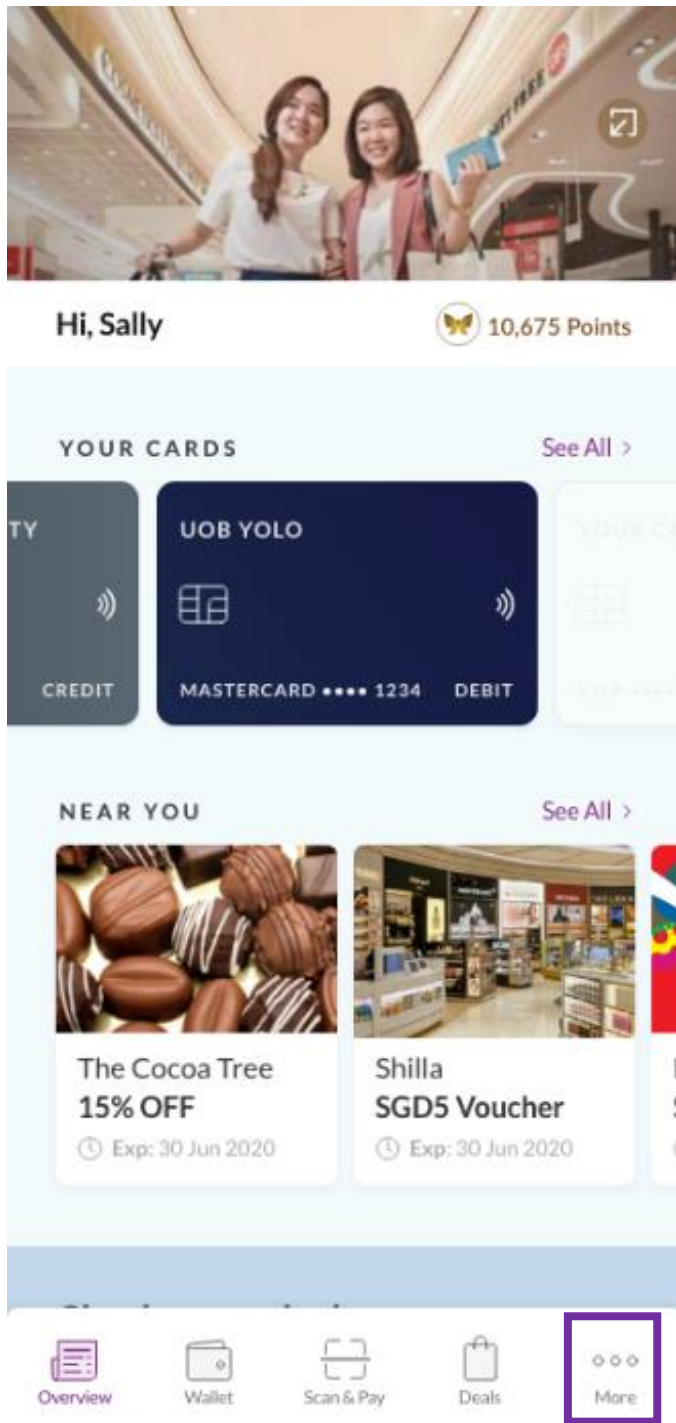 Hi, Sally
10,675 Points
YOUR CARDS
See All >
TY
UOB YOLO
CREDIT
MASTERCARD •••• 1234 DEBIT
NEAR YOU
See All >
The Cocoa Tree
15% OFF
Exp: 30 Jun 2020
Shilla
SGD5 Voucher
Exp: 30 Jun 2020
Overview
Wallet
Scan & Pay
Deals
More